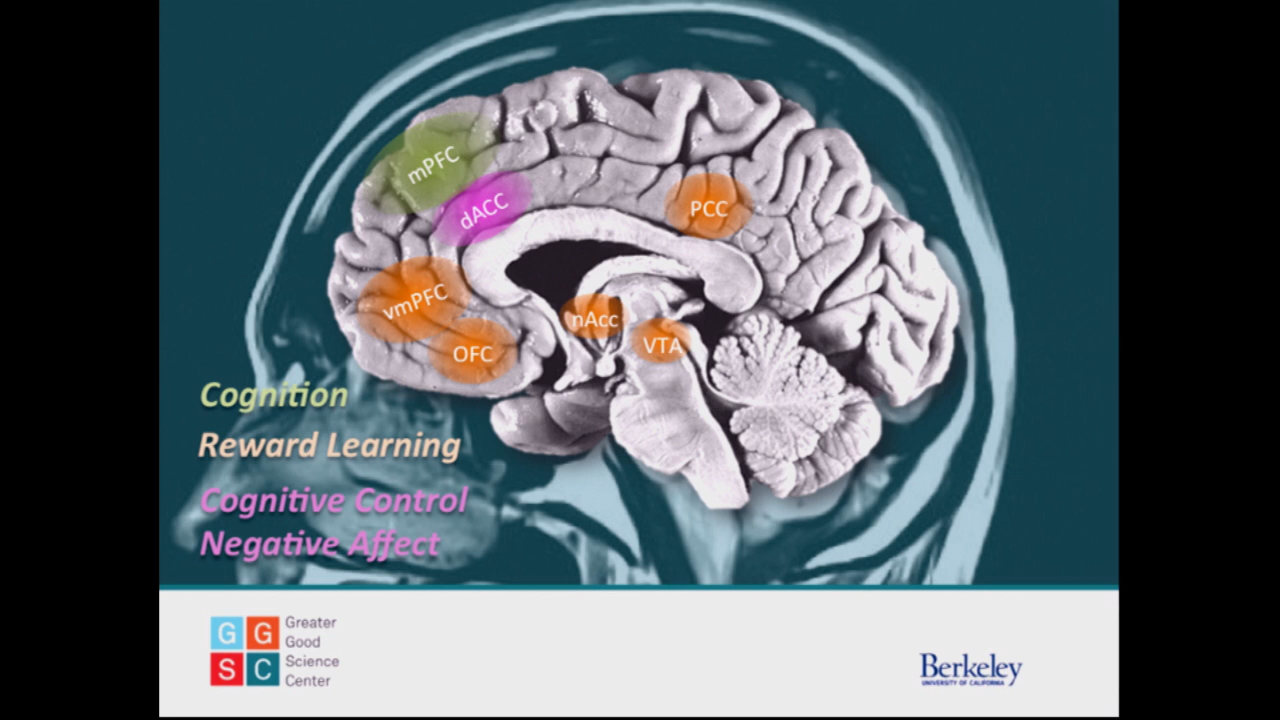 mPFC
dACC
PCC
vmPFC
nAcc
OFC
VTA
Cognition
Reward Learning
Cognitive Control
Negative Affect
G G
S C
Greater
Good
Science
Center
Berkeley
UNIVERSITY OF CALIFORNIA